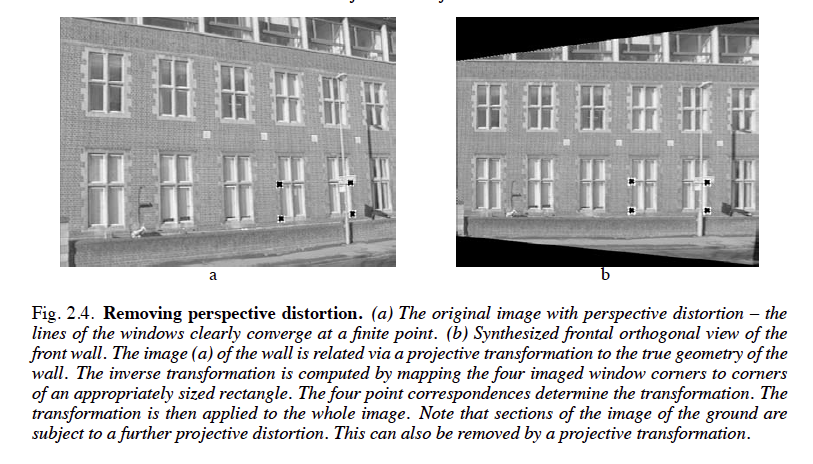 a
b
Fig. 2.4. Removing perspective distortion. (a) The original image with perspective distortion – the
lines of the windows clearly converge at a finite point. (b) Synthesized frontal orthogonal view of the
front wall. The image (a) of the wall is related via a projective transformation to the true geometry of the
wall. The inverse transformation is computed by mapping the four imaged window corners to corners
of an appropriately sized rectangle. The four point correspondences determine the transformation. The
transformation is then applied to the whole image. Note that sections of the image of the ground are
subject to a further projective distortion. This can also be removed by a projective transformation.